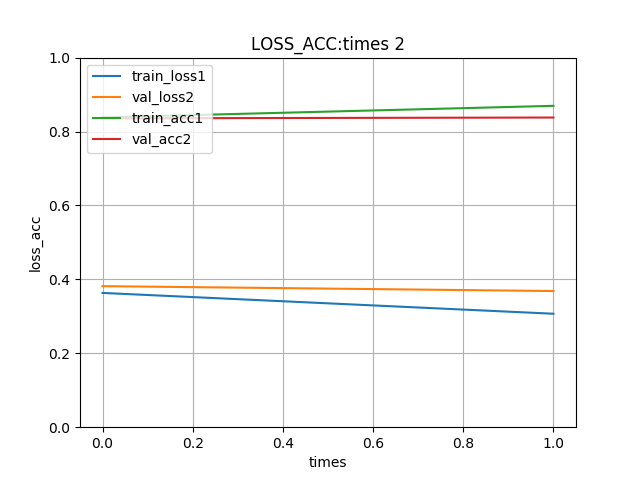 LOSS_ACC:times 2
train_loss1
val_loss2
train_acc1
val_acc2
loss_acc
1.0
0.8
0.6
0.4
0.2
0.0
0.0 0.2 0.4 0.6 0.8 1.0
times